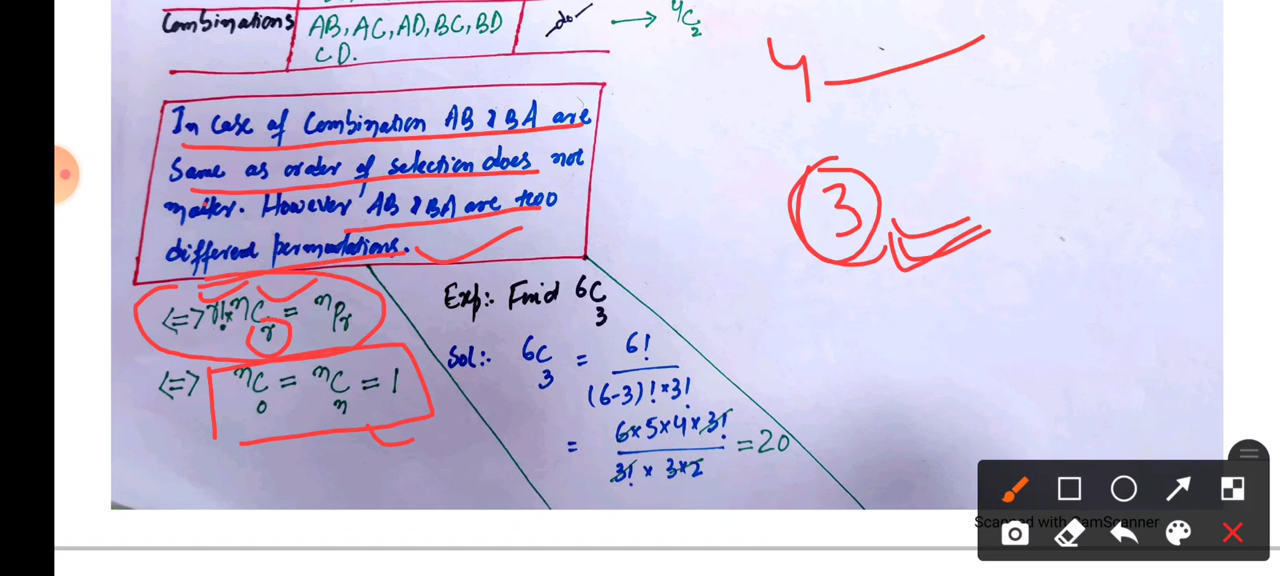 Combinations AB, AC, AD, BC, BD
CD.
do
⟶ ⁴C₂
4
In case of Combination AB & BA are
Same as order of selection does not
matter. However AB & BA are two
different permutations.
3
⇔ r!×ⁿCᵣ = ⁿPᵣ
⇔ ⁿC₀ = ⁿCₙ = 1
Exp:- Find ⁶C₃
Sol:- ⁶C₃ = 6! / (6-3)! × 3!
= 6×5×4×3! / 3! × 3×2 = 20
Scanned with CamScanner